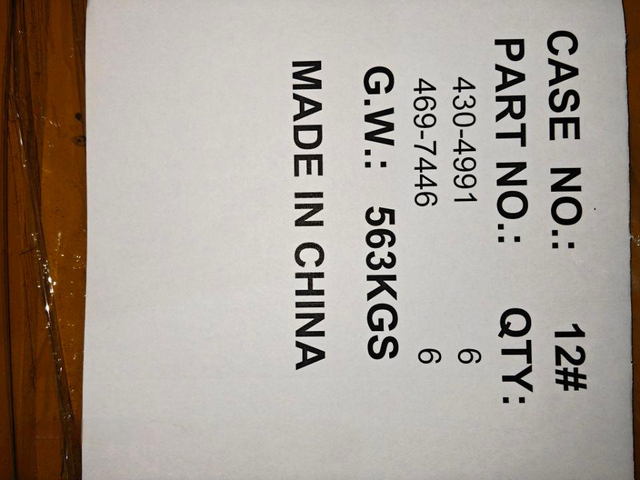 CASE NO.: 12#
PART NO.: QTY:
430-4991 6
469-7446 6
G.W.: 563KGS
MADE IN CHINA